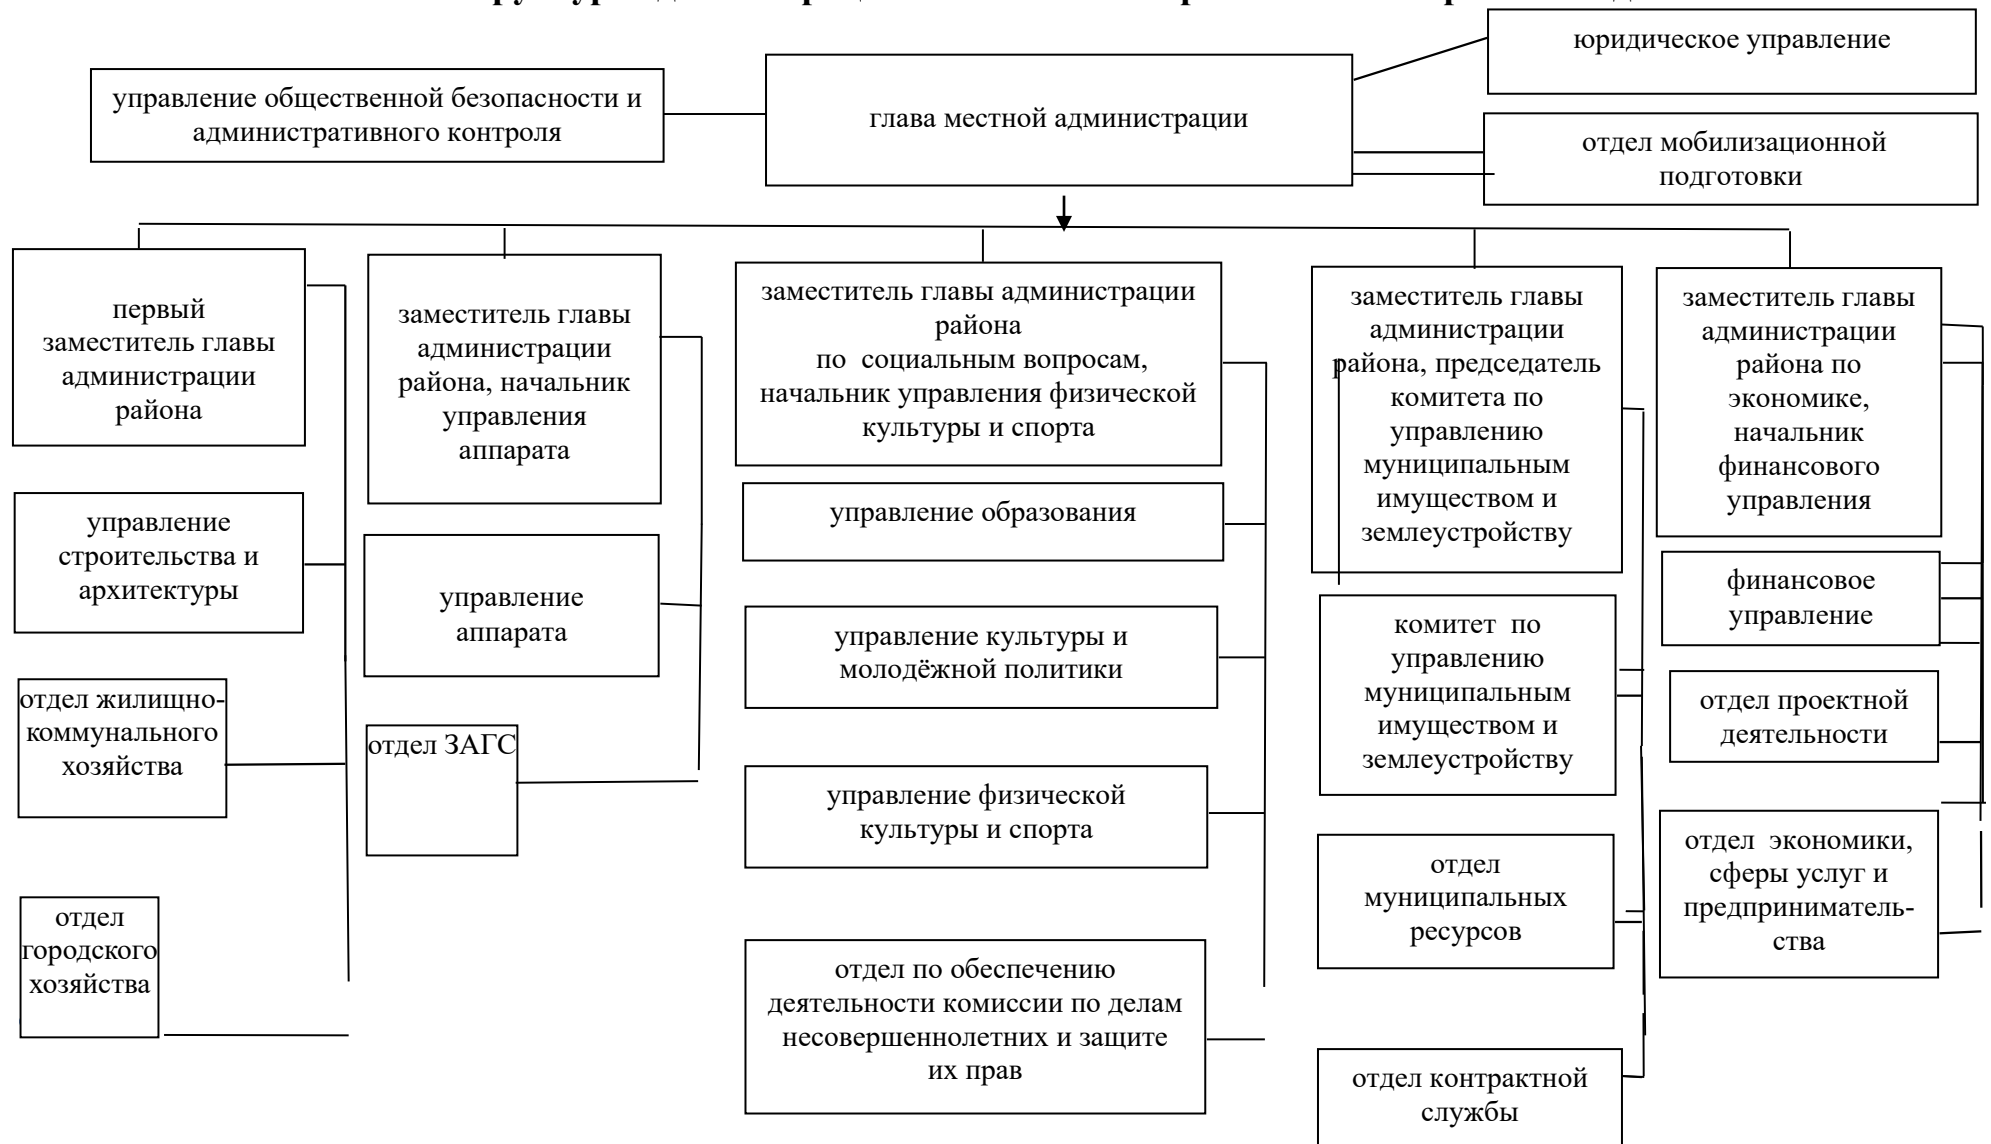 юридическое управление
управление общественной безопасности и
административного контроля
глава местной администрации
отдел мобилизационной
подготовки
первый
заместитель главы
администрации
района
управление
строительства и
архитектуры
отдел жилищно-
коммунального
хозяйства
отдел
городского
хозяйства
заместитель главы
администрации
района, начальник
управления
аппарата
управление
аппарата
отдел ЗАГС
заместитель главы администрации
района
по социальным вопросам,
начальник управления физической
культуры и спорта
управление образования
управление культуры и
молодёжной политики
управление физической
культуры и спорта
отдел по обеспечению
деятельности комиссии по делам
несовершеннолетних и защите
их прав
заместитель главы
администрации
района, председатель
комитета по
управлению
муниципальным
имуществом и
землеустройству
комитет по
управлению
муниципальным
имуществом и
землеустройству
отдел
муниципальных
ресурсов
отдел контрактной
службы
заместитель главы
администрации
района по
экономике,
начальник
финансового
управления
финансовое
управление
отдел проектной
деятельности
отдел экономики,
сферы услуг и
предприниматель-
ства